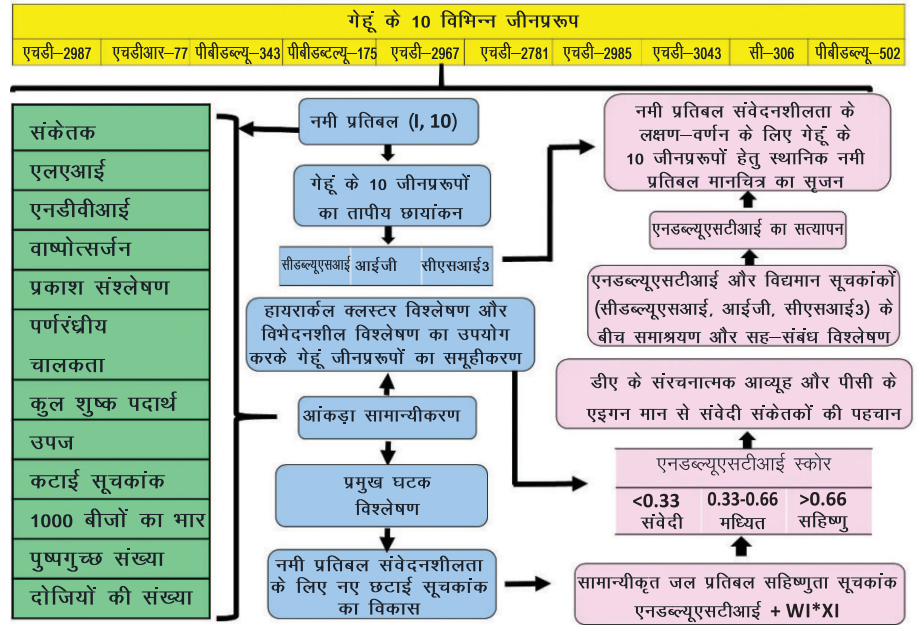 गेहूं के 10 विभिन्न जीनप्ररूप
एचडी–2987 एचडीआर–77 पीबीडब्ल्यू–343 पीबीडब्टल्यू–175 एचडी–2967 एचडी–2781 एचडी–2985 एचडी–3043 सी–306 पीबीडब्ल्यू–502
संकेतक
एलएआई
एनडीवीआई
वाष्पोत्सर्जन
प्रकाश संश्लेषण
पर्णरंध्रीय
चालकता
कुल शुष्क पदार्थ
उपज
कटाई सूचकांक
1000 बीजों का भार
पुष्पगुच्छ संख्या
दोजियों की संख्या
नमी प्रतिबल (I, 10)
गेहूं के 10 जीनप्ररूपों
का तापीय छायांकन
सीडब्ल्यूएसआई आईजी सीएसआई3
हायरार्कल क्लस्टर विश्लेषण और
विभेदनशील विश्लेषण का उपयोग
करके गेहूं जीनप्ररूपों का समूहीकरण
आंकड़ा सामान्यीकरण
प्रमुख घटक
विश्लेषण
नमी प्रतिबल संवेदनशीलता
के लिए नए छटाई सूचकांक
का विकास
नमी प्रतिबल संवेदनशीलता के
लक्षण–वर्णन के लिए गेहूं के
10 जीनप्ररूपों हेतु स्थानिक नमी
प्रतिबल मानचित्र का सृजन
एनडब्ल्यूएसटीआई का सत्यापन
एनडब्ल्यूएसटीआई और विद्यमान सूचकांकों
(सीडब्ल्यूएसआई, आईजी, सीएसआई3) के
बीच समाश्रयण और सह–संबंध विश्लेषण
डीए के संरचनात्मक आव्यूह और पीसी के
एइगन मान से संवेदी संकेतकों की पहचान
एनडब्ल्यूएसटीआई स्कोर
<0.33 0.33-0.66 >0.66
संवेदी मध्यित सहिष्णु
सामान्यीकृत जल प्रतिबल सहिष्णुता सूचकांक
एनडब्ल्यूएसटीआई + WI*XI